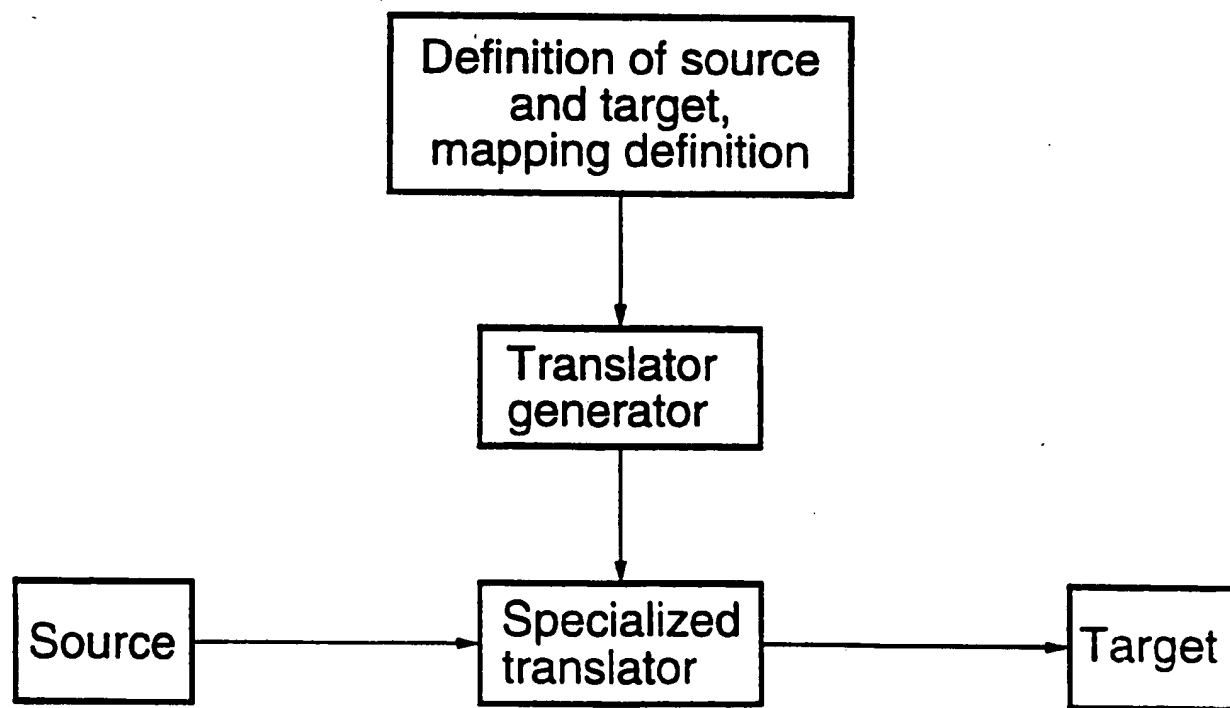 Definition of source
and target,
mapping definition
Translator
generator
Source
Specialized
translator
Target